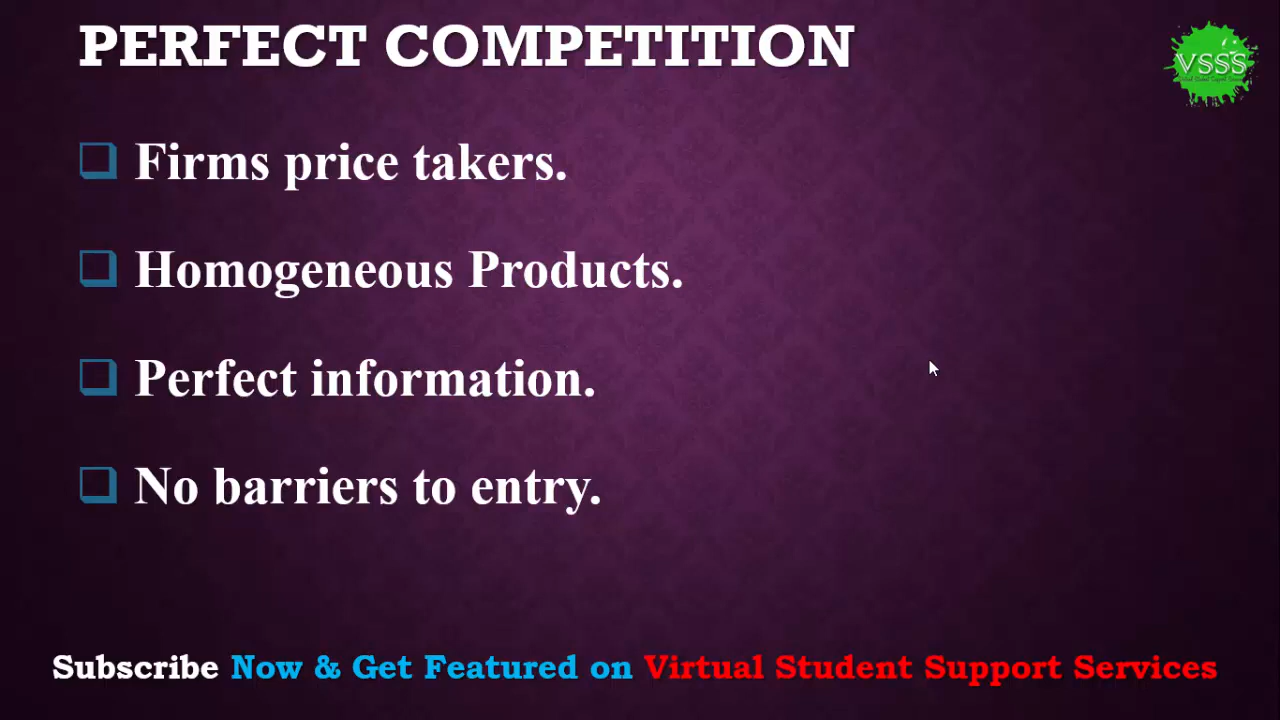 PERFECT COMPETITION
VSSS
Firms price takers.
Homogeneous Products.
Perfect information.
No barriers to entry.
Subscribe Now & Get Featured on Virtual Student Support Services